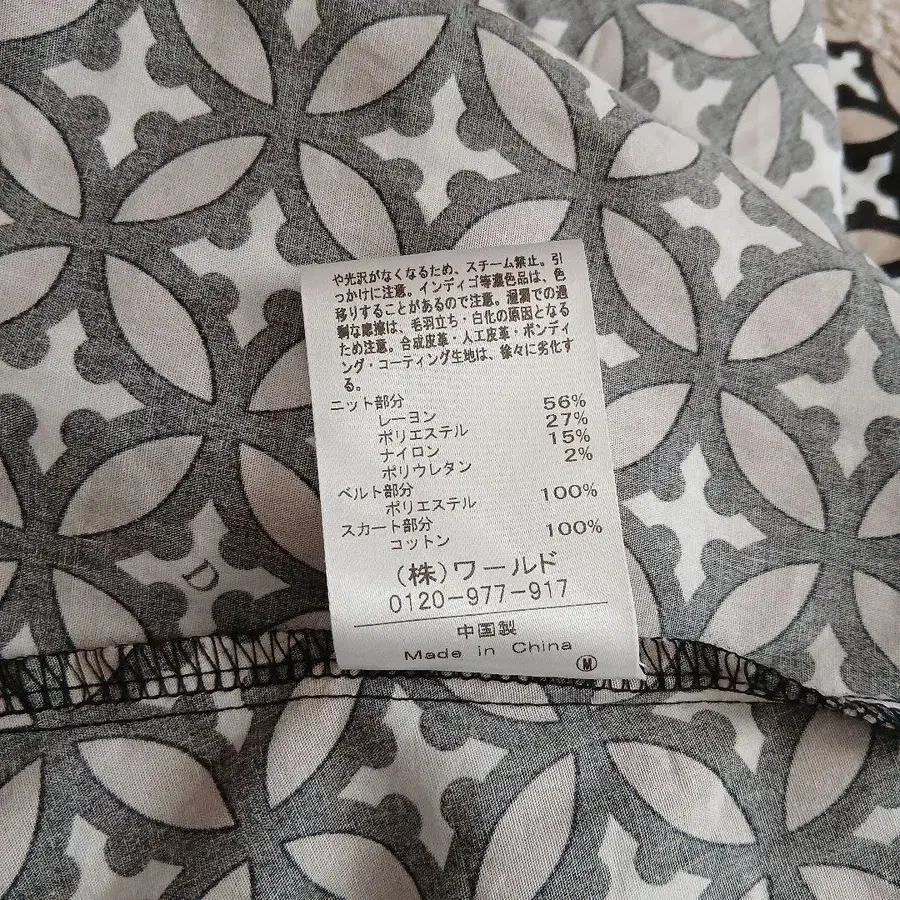 や光沢がなくなるため、スチーム禁止。引
っかけに注意。インディゴ等濃色品は、色
移りすることがあるので注意。湿潤での過
剰な摩擦は、毛羽立ち・白化の原因となる
ため注意。合成皮革・人工皮革・ボンディ
ング・コーティング生地は、徐々に劣化す
る。
ニット部分
レーヨン 56%
ポリエステル 27%
ナイロン 15%
ポリウレタン 2%
ベルト部分
ポリエステル 100%
スカート部分
コットン 100%
(株)ワールド
0120-977-917
中国製
Made in China
M
D